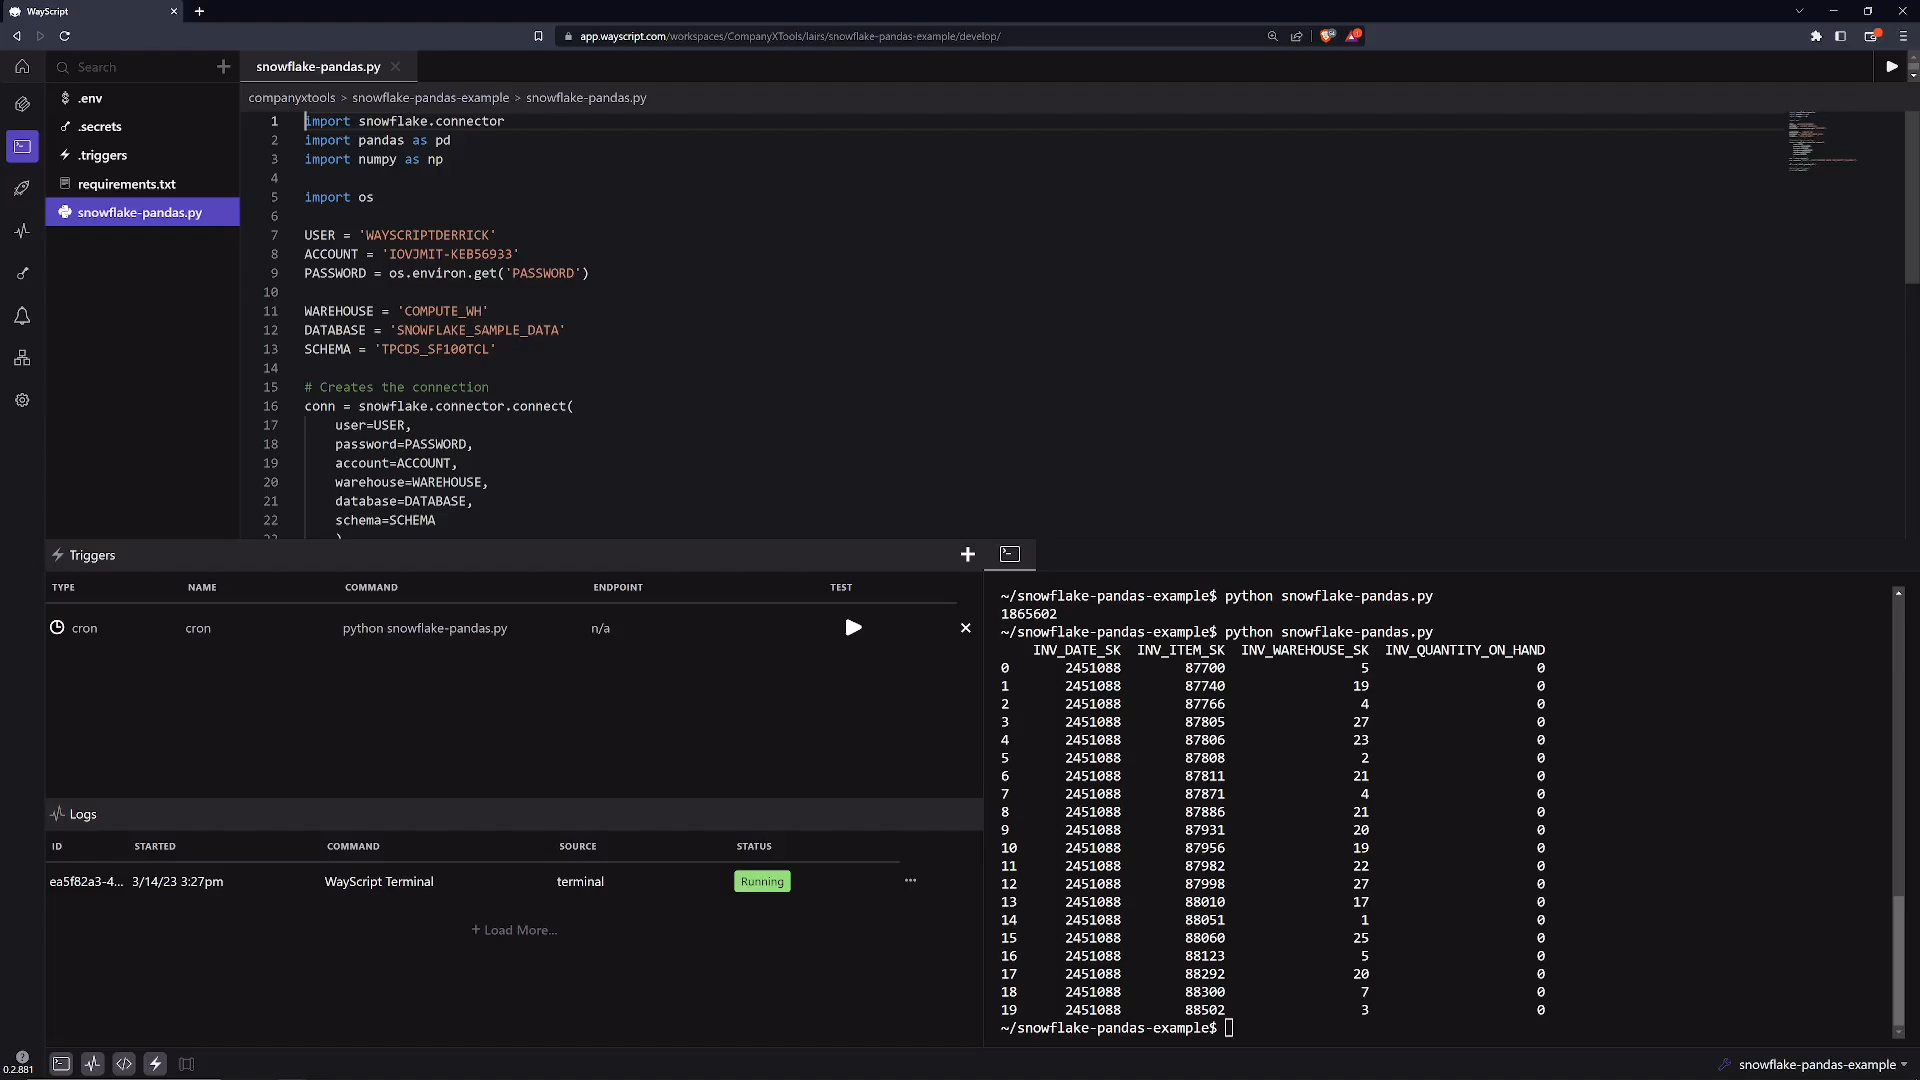 WayScript
app.wayscript.com/workspaces/CompanyXTools/lairs/snowflake-pandas-example/develop/
Search
snowflake-pandas.py
.env
.secrets
.triggers
requirements.txt
snowflake-pandas.py
companyxtools > snowflake-pandas-example > snowflake-pandas.py
1 import snowflake.connector
2 import pandas as pd
3 import numpy as np
4
5 import os
6
7 USER = 'WAYSCRIPTDERRICK'
8 ACCOUNT = 'IOVJMIT-KEB56933'
9 PASSWORD = os.environ.get('PASSWORD')
10
11 WAREHOUSE = 'COMPUTE_WH'
12 DATABASE = 'SNOWFLAKE_SAMPLE_DATA'
13 SCHEMA = 'TPCDS_SF100TCL'
14
15 # Creates the connection
16 conn = snowflake.connector.connect(
17 user=USER,
18 password=PASSWORD,
19 account=ACCOUNT,
20 warehouse=WAREHOUSE,
21 database=DATABASE,
22 schema=SCHEMA
Triggers
TYPE NAME COMMAND ENDPOINT TEST
cron cron python snowflake-pandas.py n/a
Logs
ID STARTED COMMAND SOURCE STATUS
ea5f82a3-4... 3/14/23 3:27pm WayScript Terminal terminal Running
+ Load More...
~/snowflake-pandas-example$ python snowflake-pandas.py
1865602
~/snowflake-pandas-example$ python snowflake-pandas.py
INV_DATE_SK INV_ITEM_SK INV_WAREHOUSE_SK INV_QUANTITY_ON_HAND
0 2451088 87700 5 0
1 2451088 87740 19 0
2 2451088 87766 4 0
3 2451088 87805 27 0
4 2451088 87806 23 0
5 2451088 87808 2 0
6 2451088 87811 21 0
7 2451088 87871 4 0
8 2451088 87886 21 0
9 2451088 87931 20 0
10 2451088 87956 19 0
11 2451088 87982 22 0
12 2451088 87998 27 0
13 2451088 88010 17 0
14 2451088 88051 1 0
15 2451088 88060 25 0
16 2451088 88123 5 0
17 2451088 88292 20 0
18 2451088 88300 7 0
19 2451088 88502 3 0
~/snowflake-pandas-example$
0.2.881
snowflake-pandas-example